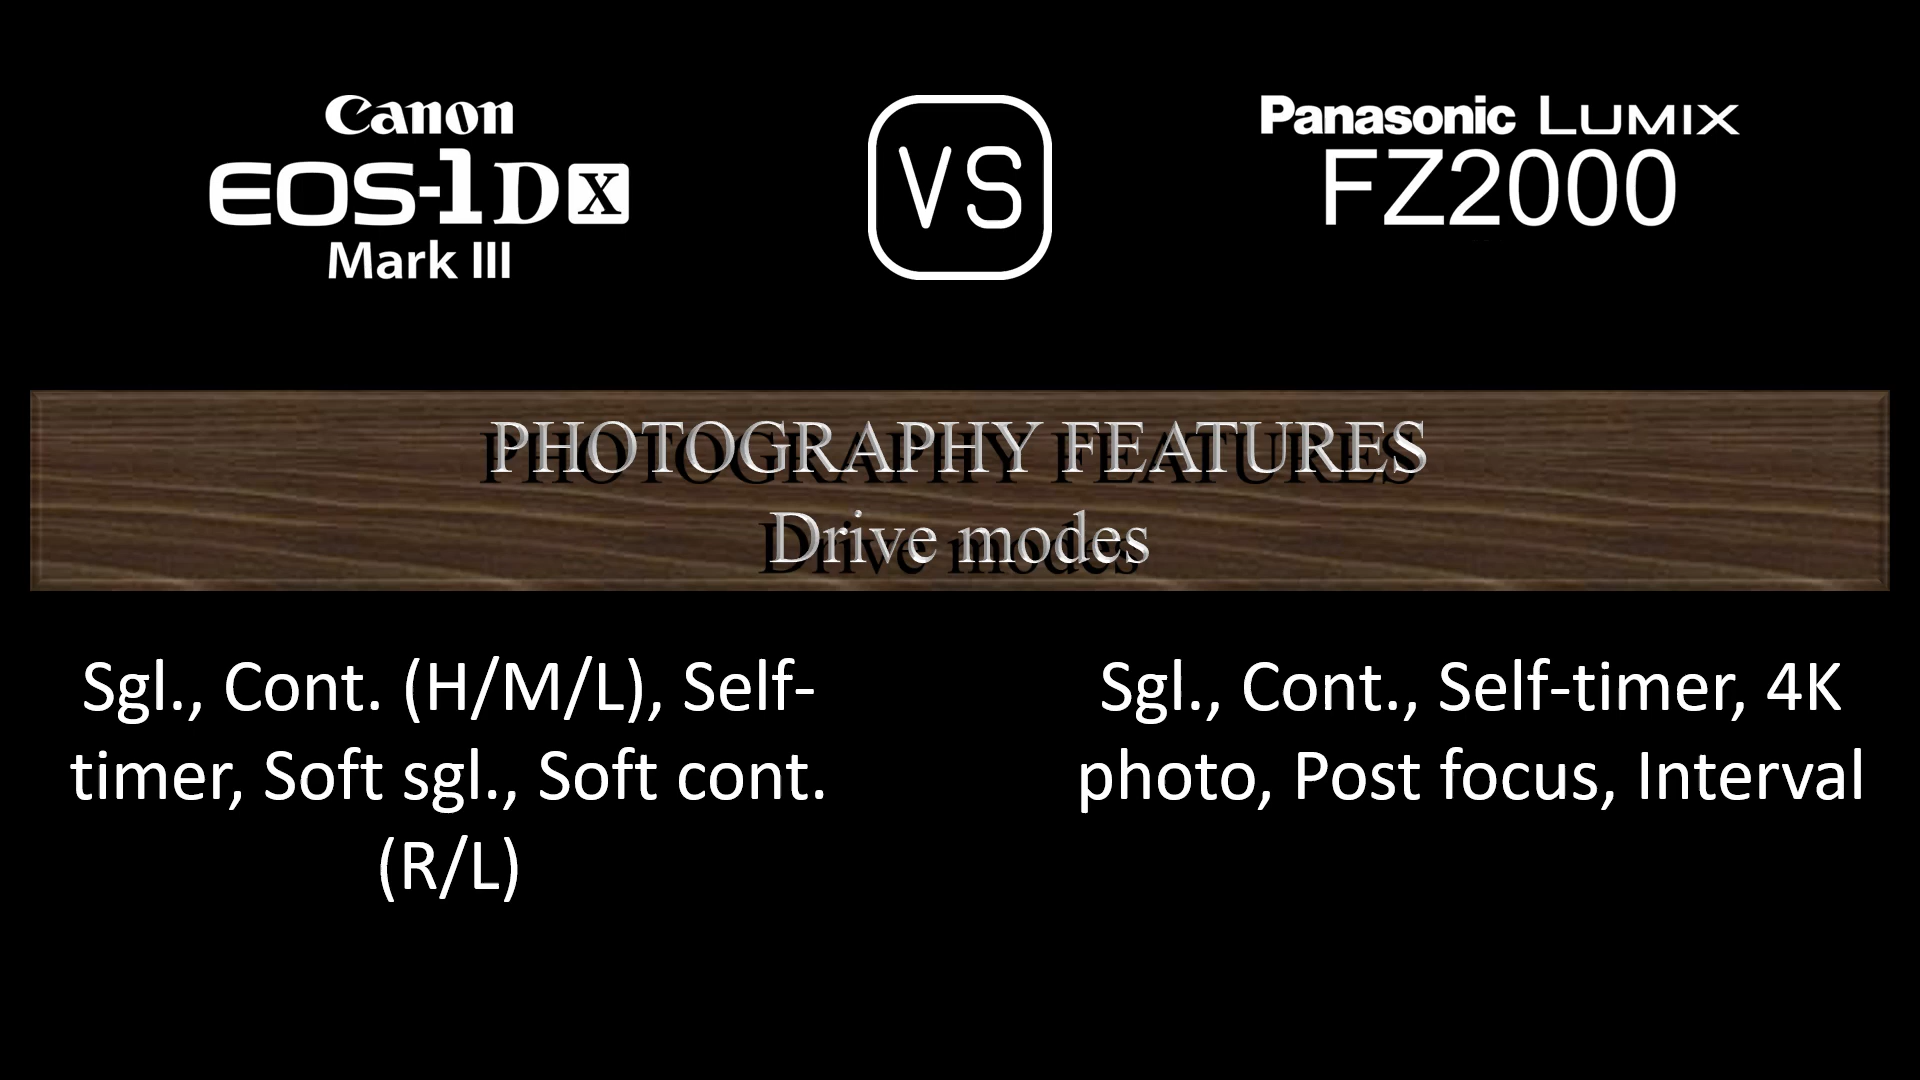 Canon
EOS-1D X
Mark III
VS
Panasonic LUMIX
FZ2000
PHOTOGRAPHY FEATURES
Drive modes
Sgl., Cont. (H/M/L), Self-
timer, Soft sgl., Soft cont.
(R/L)
Sgl., Cont., Self-timer, 4K
photo, Post focus, Interval